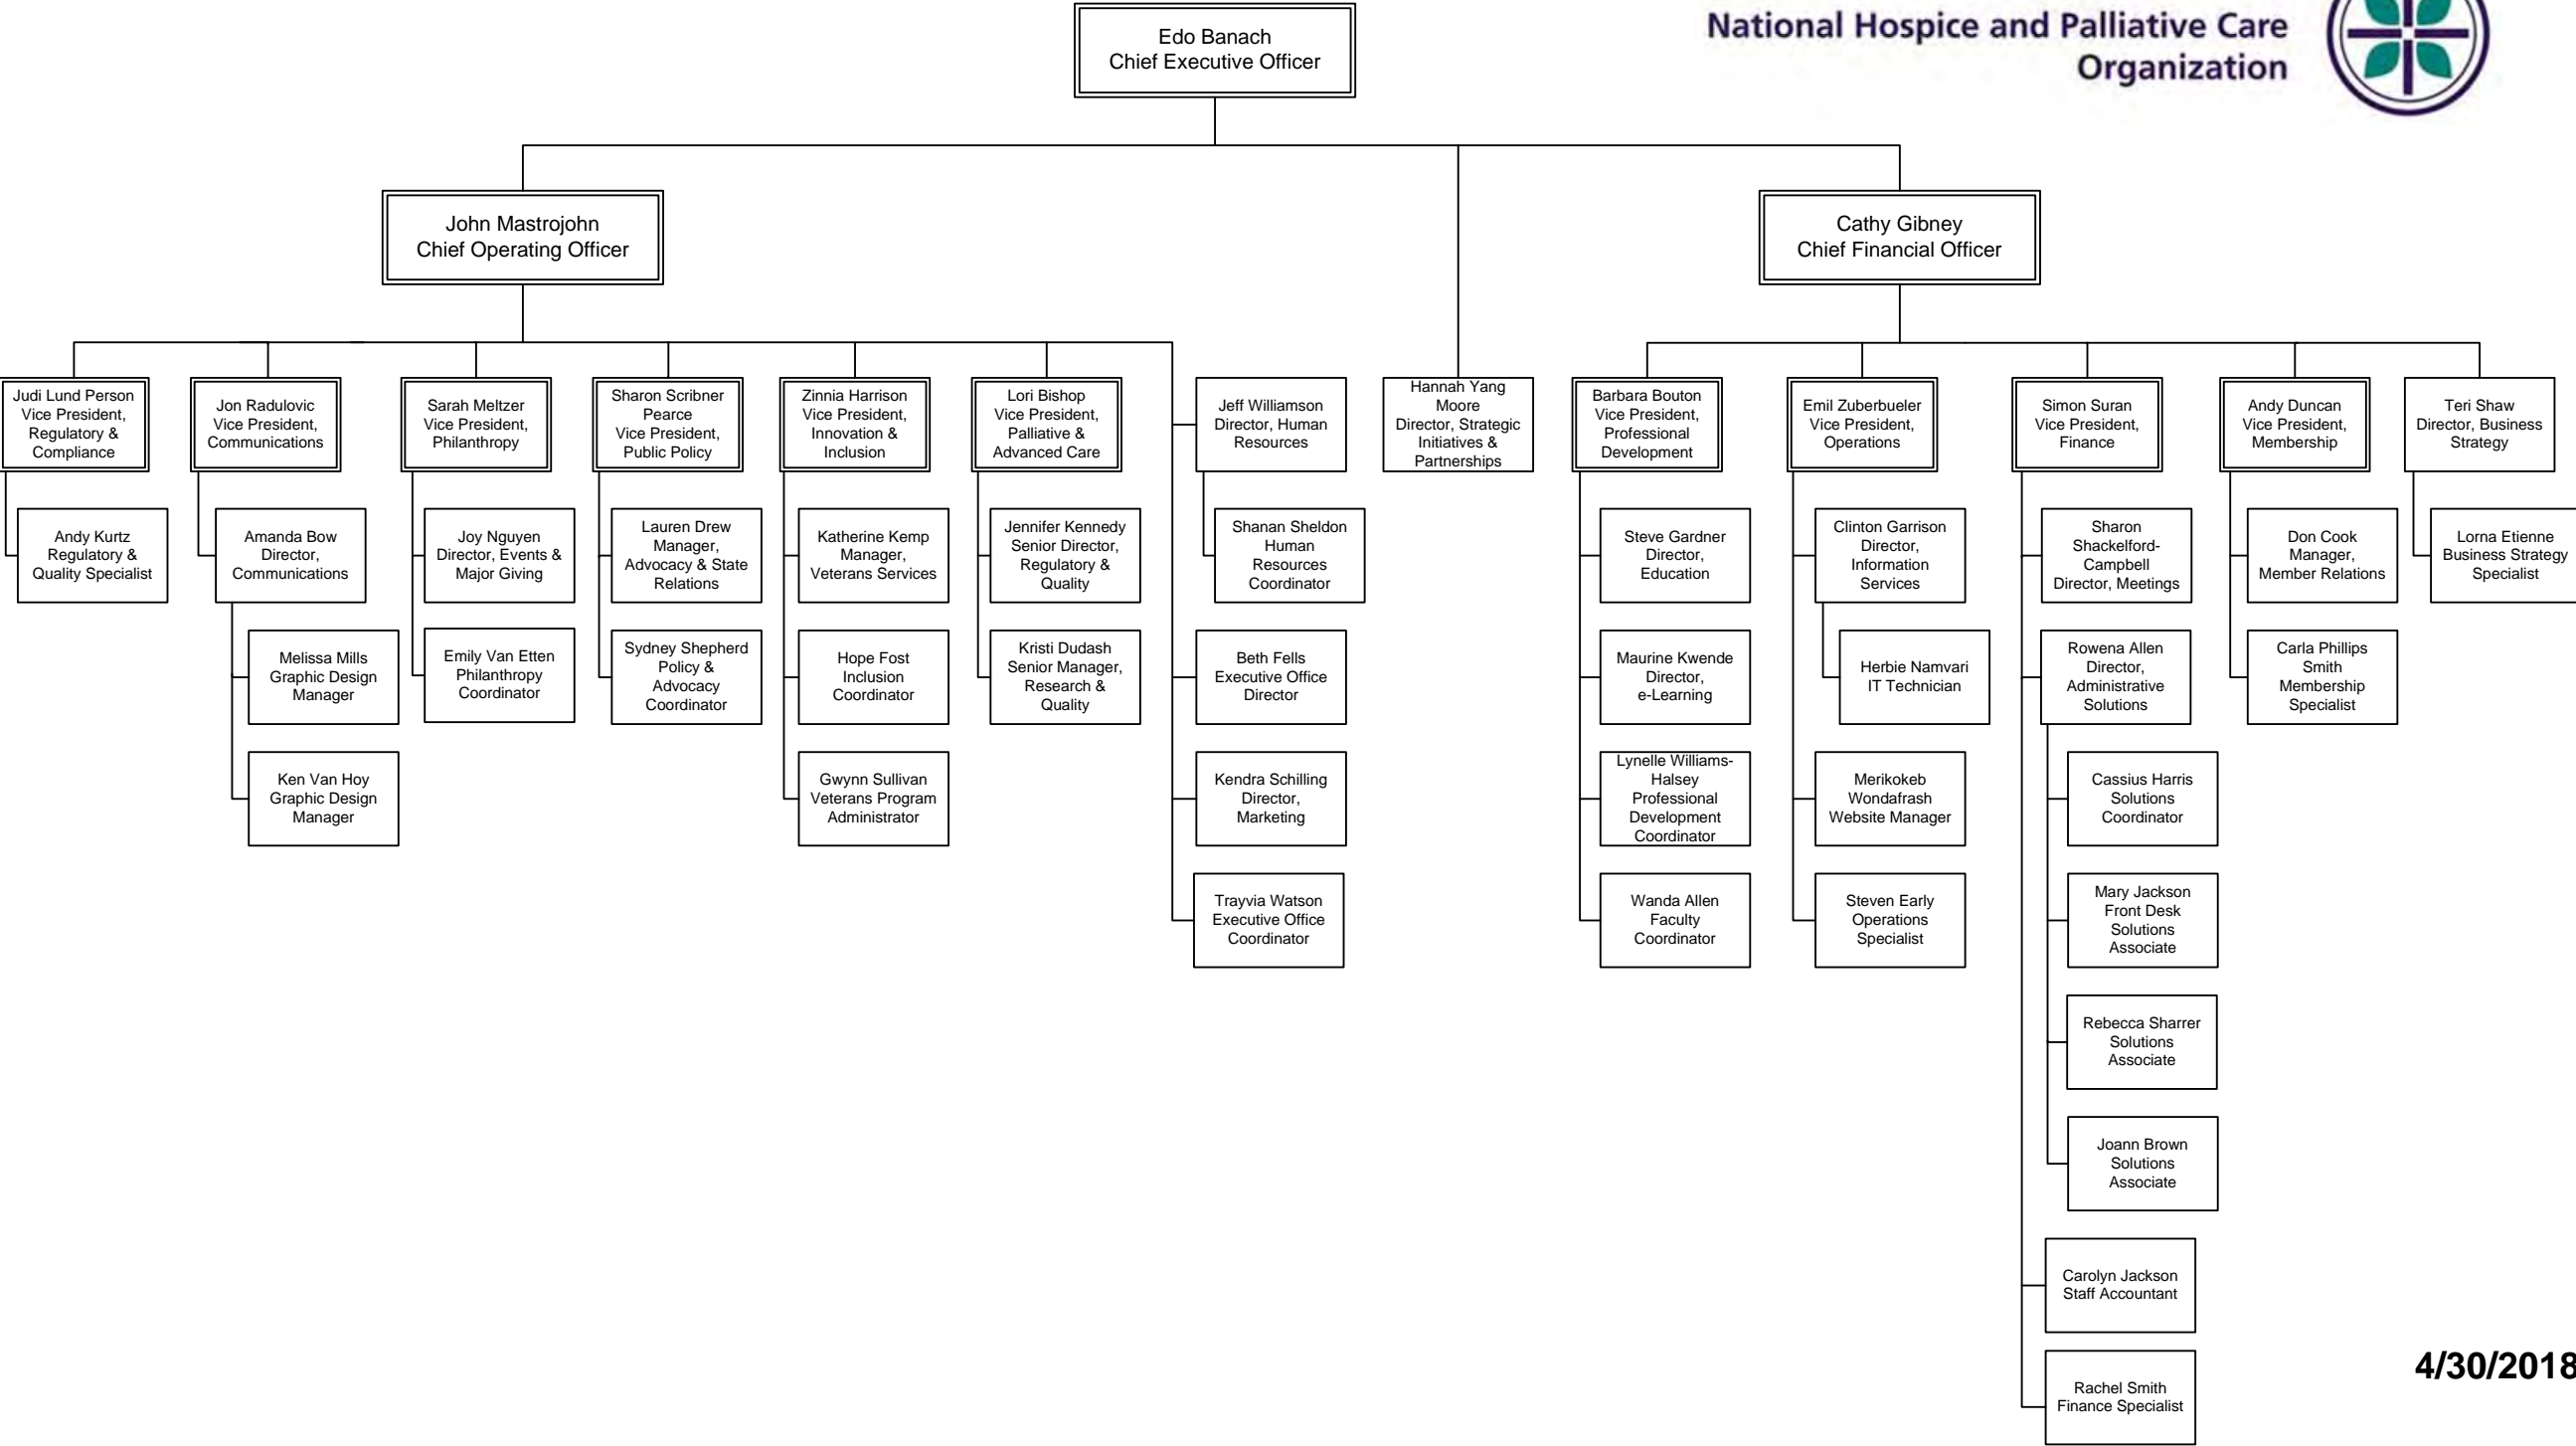 National Hospice and Palliative Care
Organization
Edo Banach
Chief Executive Officer
John Mastrojohn
Chief Operating Officer
Cathy Gibney
Chief Financial Officer
Judi Lund Person
Vice President,
Regulatory &
Compliance
Jon Radulovic
Vice President,
Communications
Sarah Meltzer
Vice President,
Philanthropy
Sharon Scribner
Pearce
Vice President,
Public Policy
Zinnia Harrison
Vice President,
Innovation &
Inclusion
Lori Bishop
Vice President,
Palliative &
Advanced Care
Jeff Williamson
Director, Human
Resources
Hannah Yang
Moore
Director, Strategic
Initiatives &
Partnerships
Barbara Bouton
Vice President,
Professional
Development
Emil Zuberbueler
Vice President,
Operations
Simon Suran
Vice President,
Finance
Andy Duncan
Vice President,
Membership
Teri Shaw
Director, Business
Strategy
Andy Kurtz
Regulatory &
Quality Specialist
Amanda Bow
Director,
Communications
Joy Nguyen
Director, Events &
Major Giving
Lauren Drew
Manager,
Advocacy & State
Relations
Katherine Kemp
Manager,
Veterans Services
Jennifer Kennedy
Senior Director,
Regulatory &
Quality
Shanan Sheldon
Human
Resources
Coordinator
Steve Gardner
Director,
Education
Clinton Garrison
Director,
Information
Services
Sharon
Shackelford-
Campbell
Director, Meetings
Don Cook
Manager,
Member Relations
Lorna Etienne
Business Strategy
Specialist
Melissa Mills
Graphic Design
Manager
Emily Van Etten
Philanthropy
Coordinator
Sydney Shepherd
Policy &
Advocacy
Coordinator
Hope Fost
Inclusion
Coordinator
Kristi Dudash
Senior Manager,
Research &
Quality
Beth Fells
Executive Office
Director
Maurine Kwende
Director,
e-Learning
Herbie Namvari
IT Technician
Rowena Allen
Director,
Administrative
Solutions
Carla Phillips
Smith
Membership
Specialist
Ken Van Hoy
Graphic Design
Manager
Gwynn Sullivan
Veterans Program
Administrator
Kendra Schilling
Director,
Marketing
Lynelle Williams-
Halsey
Professional
Development
Coordinator
Merikokeb
Wondafrash
Website Manager
Cassius Harris
Solutions
Coordinator
Trayvia Watson
Executive Office
Coordinator
Wanda Allen
Faculty
Coordinator
Steven Early
Operations
Specialist
Mary Jackson
Front Desk
Solutions
Associate
Rebecca Sharrer
Solutions
Associate
Joann Brown
Solutions
Associate
Carolyn Jackson
Staff Accountant
Rachel Smith
Finance Specialist
4/30/2018